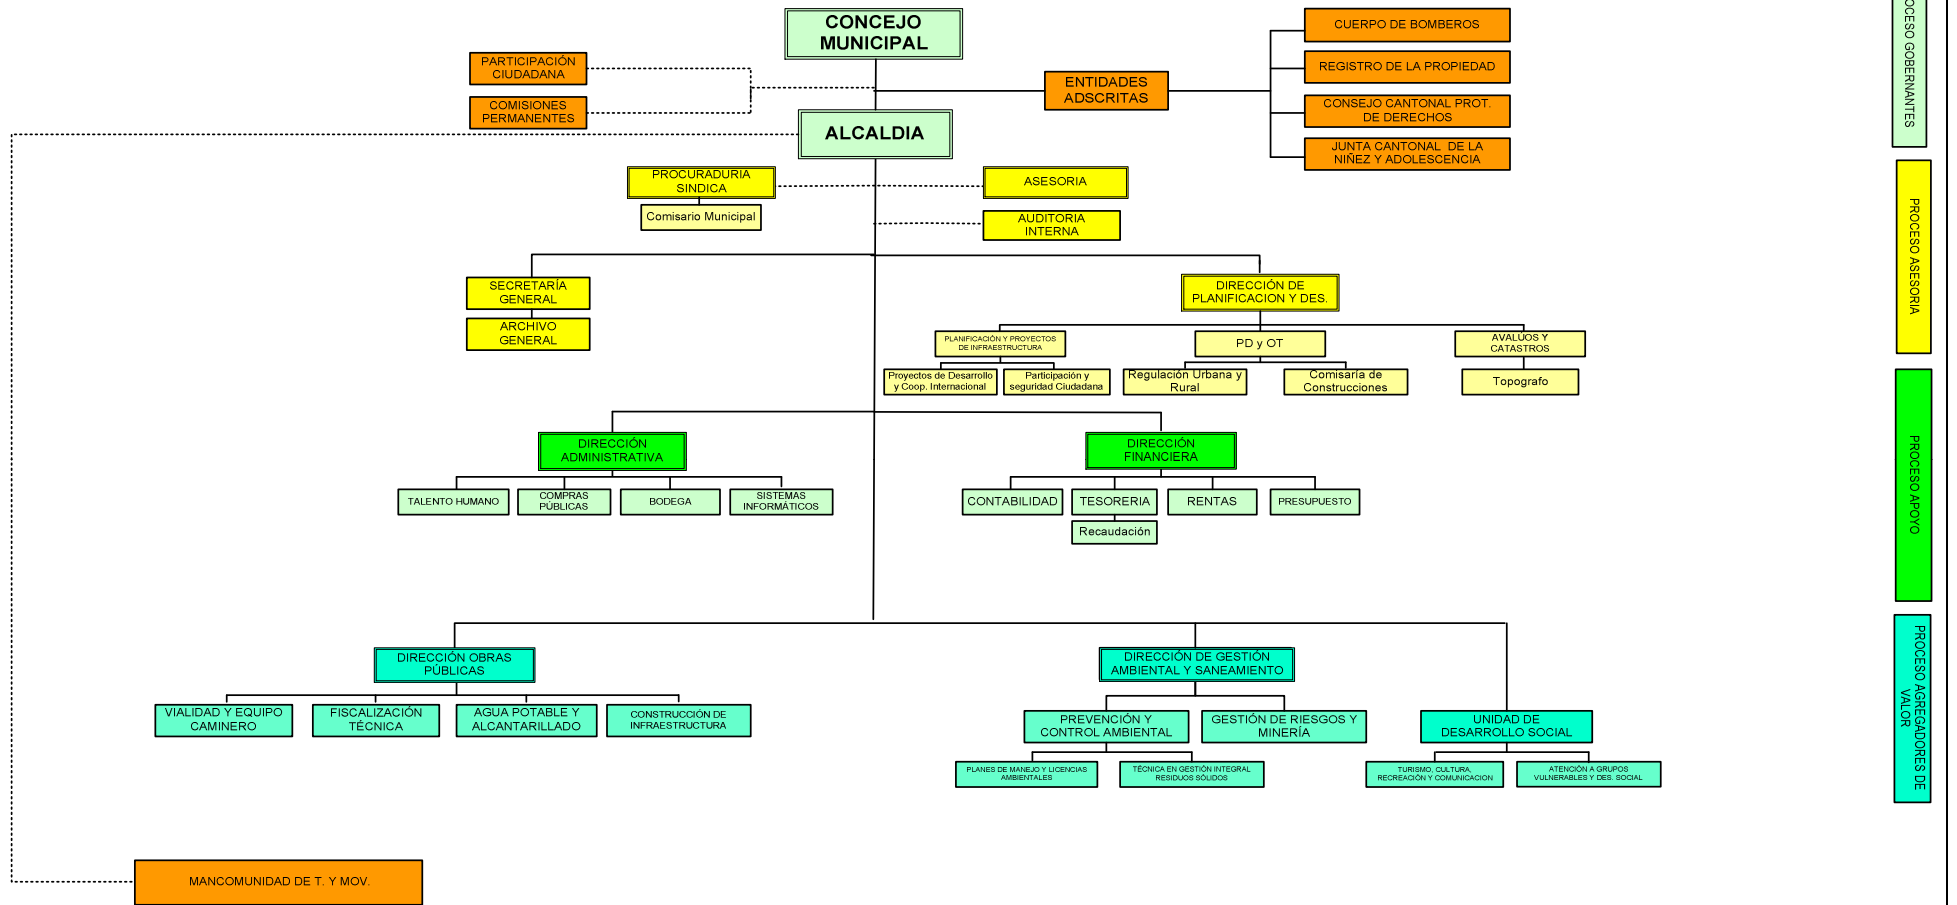 CONCEJO
MUNICIPAL
PARTICIPACIÓN
CIUDADANA
COMISIONES
PERMANENTES
ENTIDADES
ADSCRITAS
CUERPO DE BOMBEROS
REGISTRO DE LA PROPIEDAD
CONSEJO CANTONAL PROT.
DE DERECHOS
JUNTA CANTONAL DE LA
NIÑEZ Y ADOLESCENCIA
ALCALDIA
PROCURADURIA
SINDICA
Comisario Municipal
ASESORIA
AUDITORIA
INTERNA
SECRETARÍA
GENERAL
ARCHIVO
GENERAL
DIRECCIÓN DE
PLANIFICACION Y DES.
PLANIFICACIÓN Y PROYECTOS
DE INFRAESTRUCTURA
PD y OT
AVALÚOS Y
CATASTROS
Proyectos de Desarrollo
y Coop. Internacional
Participación y
seguridad Ciudadana
Regulación Urbana y
Rural
Comisaría de
Construcciones
Topografo
DIRECCIÓN
ADMINISTRATIVA
TALENTO HUMANO
COMPRAS
PÚBLICAS
BODEGA
SISTEMAS
INFORMÁTICOS
DIRECCIÓN
FINANCIERA
CONTABILIDAD
TESORERIA
RENTAS
PRESUPUESTO
Recaudación
DIRECCIÓN OBRAS
PÚBLICAS
VIALIDAD Y EQUIPO
CAMINERO
FISCALIZACIÓN
TÉCNICA
AGUA POTABLE Y
ALCANTARILLADO
CONSTRUCCIÓN DE
INFRAESTRUCTURA
DIRECCIÓN DE GESTIÓN
AMBIENTAL Y SANEAMIENTO
PREVENCIÓN Y
CONTROL AMBIENTAL
GESTIÓN DE RIESGOS Y
MINERÍA
UNIDAD DE
DESARROLLO SOCIAL
PLANES DE MANEJO Y LICENCIAS
AMBIENTALES
TÉCNICA EN GESTIÓN INTEGRAL
RESIDUOS SÓLIDOS
TURISMO, CULTURA,
RECREACIÓN Y COMUNICACION
ATENCIÓN A GRUPOS
VULNERABLES Y DES. SOCIAL
MANCOMUNIDAD DE T. Y MOV.
OCESO GOBERNANTES
PROCESO ASESORIA
PROCESO APOYO
PROCESO AGREGADORES DE
VALOR